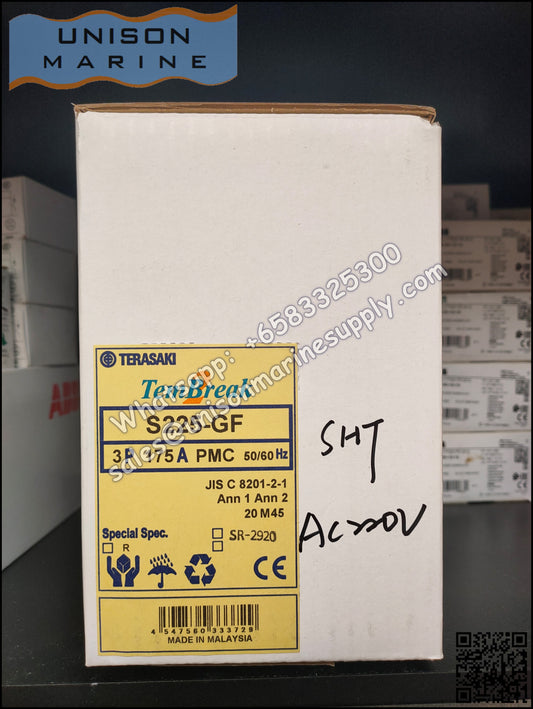 UNISON
MARINE
Whatsapp: +6583325300
sales@unisonmarinesupply.com
TERASAKI
TemBreak 2
S225-GF
3P 175A PMC 50/60 Hz
JIS C 8201-2-1
Ann 1 Ann 2
20 M45
Special Spec.
SR-2920
R
CE
4 547560 333729
MADE IN MALAYSIA
SHT
AC220V